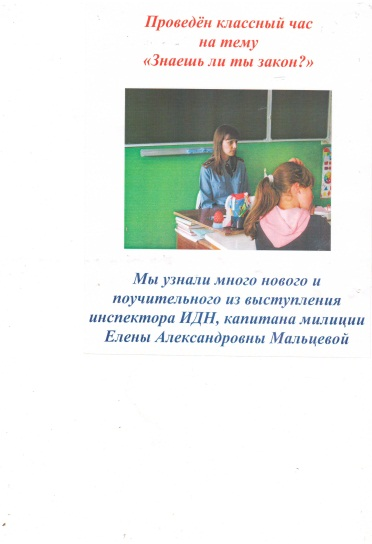 Проведён классный час
на тему
«Знаешь ли ты закон?»
Мы узнали много нового и
поучительного из выступления
инспектора ИДН, капитана милиции
Елены Александровны Мальцевой